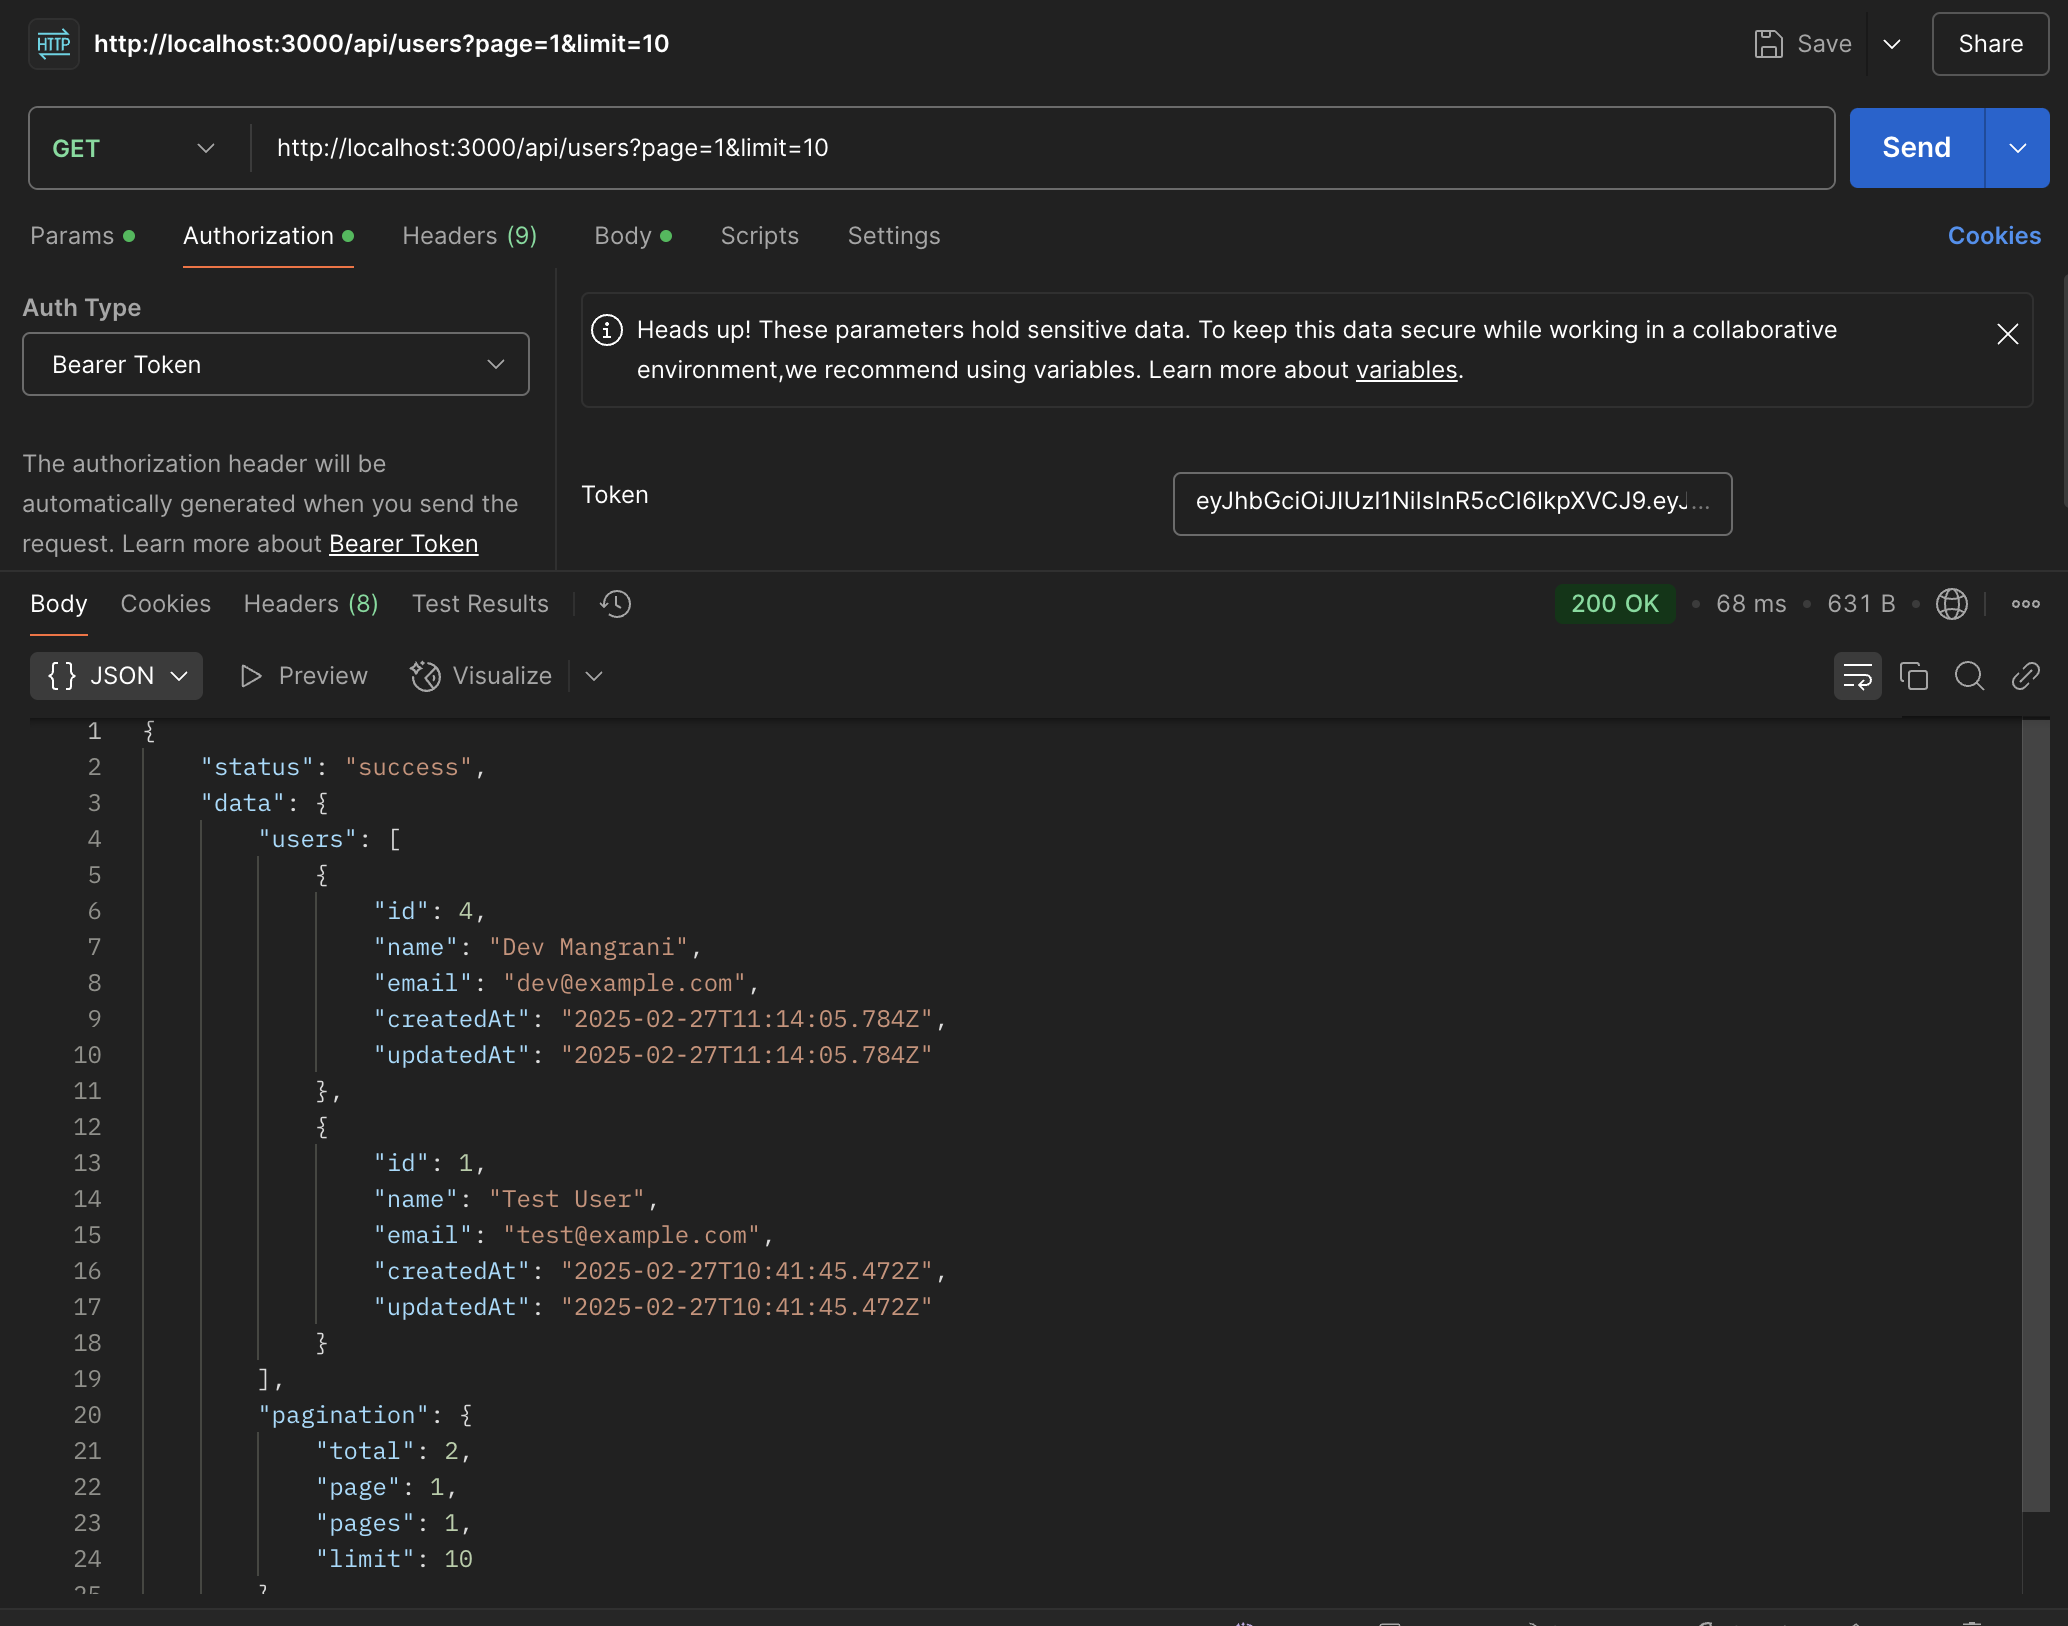 HTTP http://localhost:3000/api/users?page=1&limit=10 Save Share
GET http://localhost:3000/api/users?page=1&limit=10 Send
Params Authorization Headers (9) Body Scripts Settings Cookies
Auth Type
Bearer Token
The authorization header will be
automatically generated when you send the
request. Learn more about Bearer Token
Heads up! These parameters hold sensitive data. To keep this data secure while working in a collaborative
environment,we recommend using variables. Learn more about variables.
Token eyJhbGciOiJIUzI1NiIsInR5cCI6IkpXVCJ9.eyJ...
Body Cookies Headers (8) Test Results 200 OK • 68 ms • 631 B •
{} JSON Preview Visualize
1 {
2 "status": "success",
3 "data": {
4 "users": [
5 {
6 "id": 4,
7 "name": "Dev Mangrani",
8 "email": "dev@example.com",
9 "createdAt": "2025-02-27T11:14:05.784Z",
10 "updatedAt": "2025-02-27T11:14:05.784Z"
11 },
12 {
13 "id": 1,
14 "name": "Test User",
15 "email": "test@example.com",
16 "createdAt": "2025-02-27T10:41:45.472Z",
17 "updatedAt": "2025-02-27T10:41:45.472Z"
18 }
19 ],
20 "pagination": {
21 "total": 2,
22 "page": 1,
23 "pages": 1,
24 "limit": 10
25 }